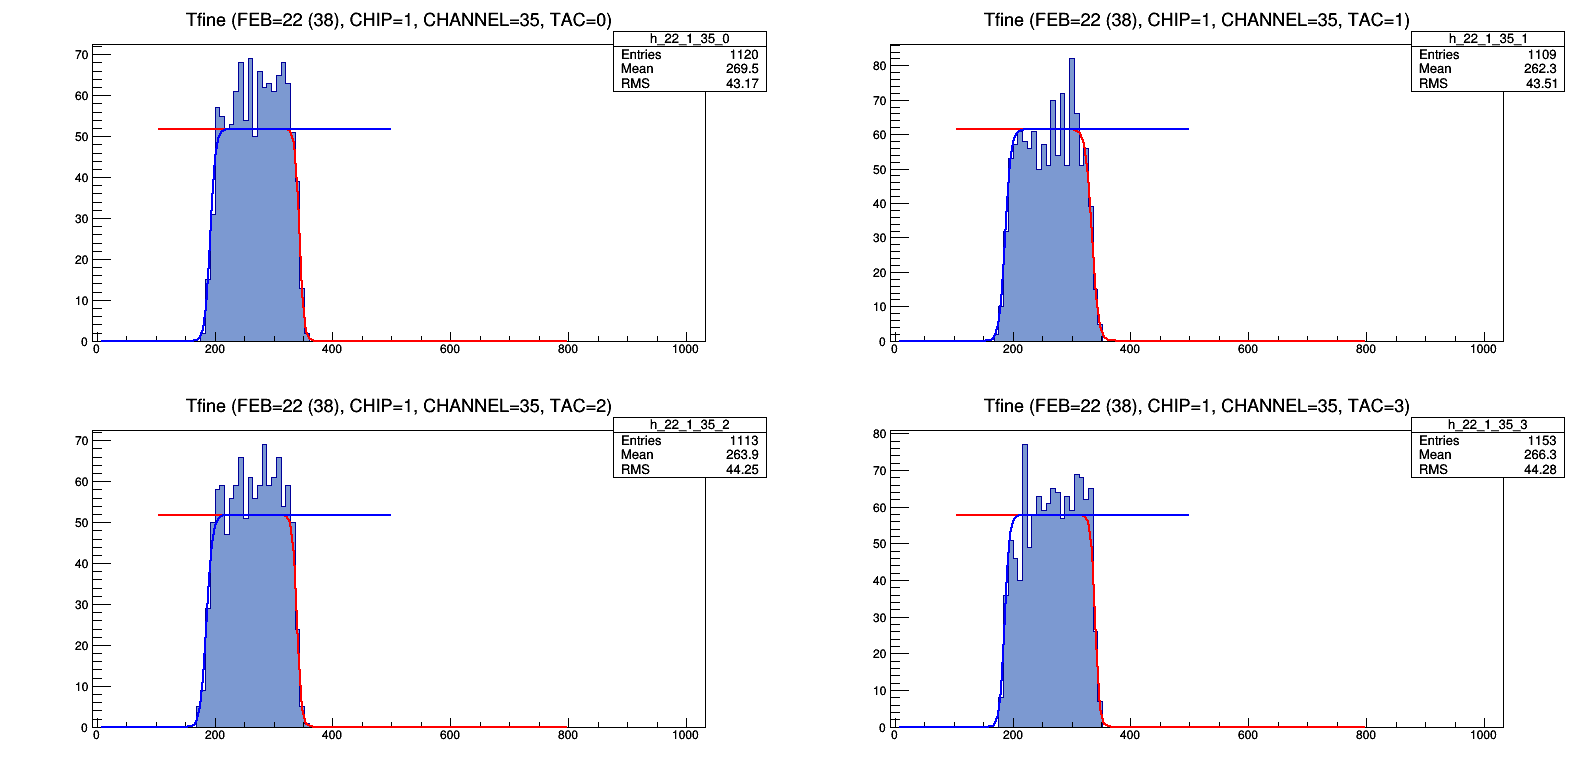 Tfine (FEB=22 (38), CHIP=1, CHANNEL=35, TAC=0)
h_22_1_35_0
Entries 1120
Mean 269.5
RMS 43.17
70
60
50
40
30
20
10
0
0 200 400 600 800 1000
Tfine (FEB=22 (38), CHIP=1, CHANNEL=35, TAC=1)
h_22_1_35_1
Entries 1109
Mean 262.3
RMS 43.51
80
70
60
50
40
30
20
10
0
0 200 400 600 800 1000
Tfine (FEB=22 (38), CHIP=1, CHANNEL=35, TAC=2)
h_22_1_35_2
Entries 1113
Mean 263.9
RMS 44.25
70
60
50
40
30
20
10
0
0 200 400 600 800 1000
Tfine (FEB=22 (38), CHIP=1, CHANNEL=35, TAC=3)
h_22_1_35_3
Entries 1153
Mean 266.3
RMS 44.28
80
70
60
50
40
30
20
10
0
0 200 400 600 800 1000